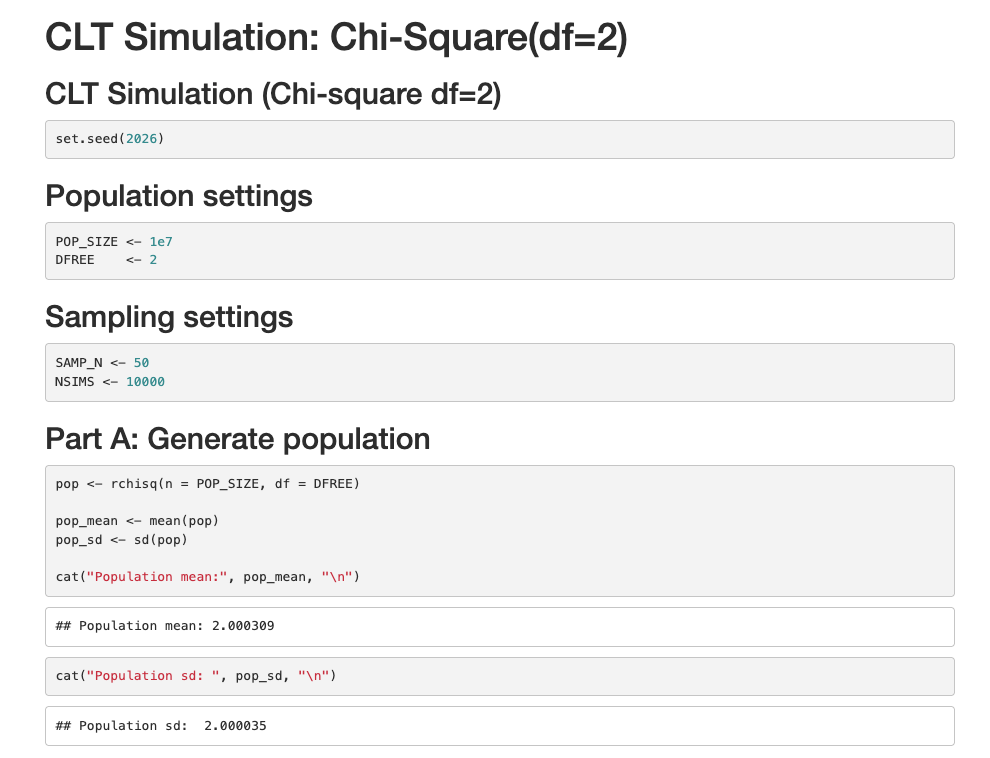 CLT Simulation: Chi-Square(df=2)
CLT Simulation (Chi-square df=2)
set.seed(2026)
Population settings
POP_SIZE <- 1e7
DFREE    <- 2
Sampling settings
SAMP_N <- 50
NSIMS <- 10000
Part A: Generate population
pop <- rchisq(n = POP_SIZE, df = DFREE)
pop_mean <- mean(pop)
pop_sd <- sd(pop)
cat("Population mean:", pop_mean, "\n")
## Population mean: 2.000309
cat("Population sd: ", pop_sd, "\n")
## Population sd:  2.000035